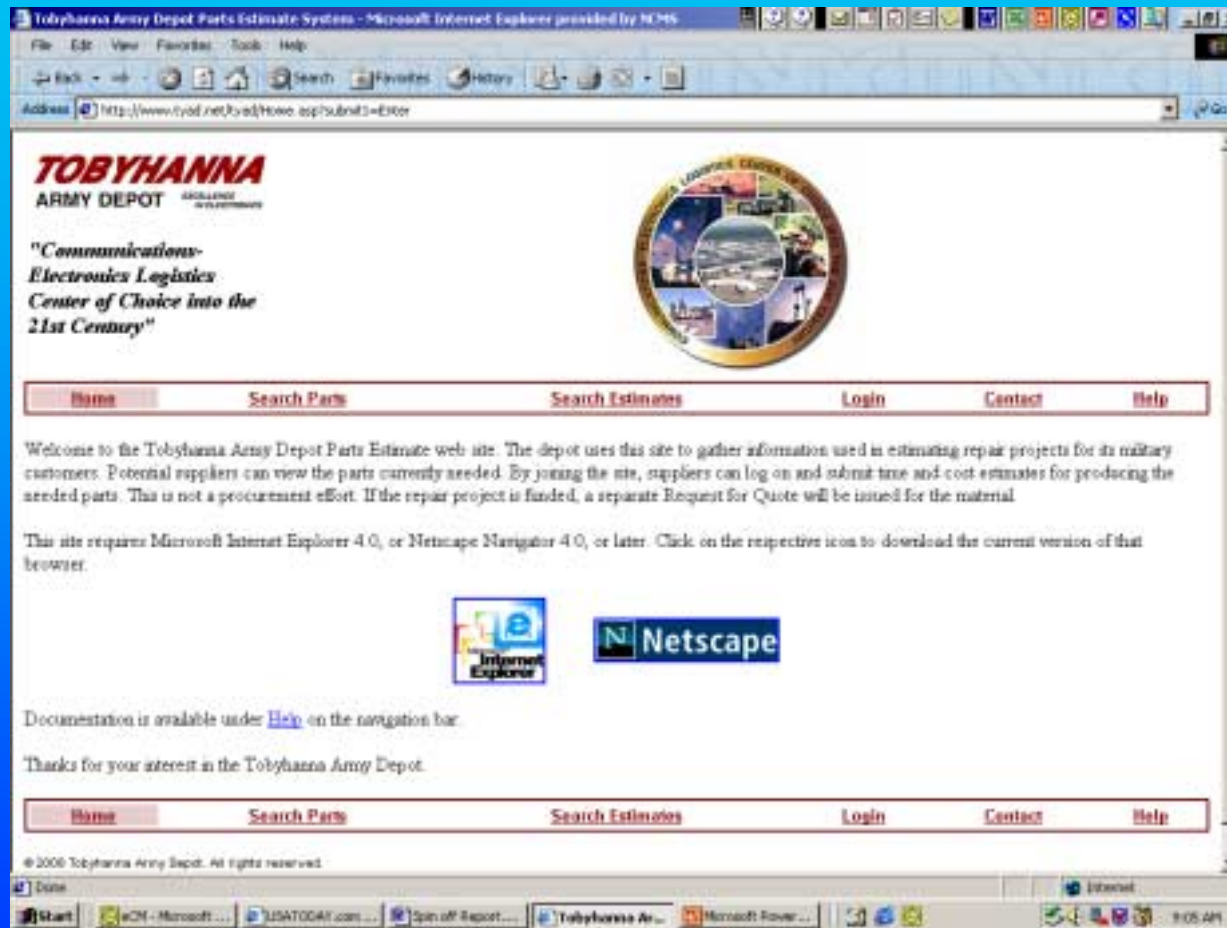 Tobyhanna Army Depot Parts Estimate System - Microsoft Internet Explorer provided by NCMS
File Edit View Favorites Tools Help
Back Search Favorites History
Address http://www.tyad.net/tyad/Home.asp?submit1=Enter Go
TOBYHANNA
ARMY DEPOT EXCELLENCE IN ELECTRONICS
"Communications-
Electronics Logistics
Center of Choice into the
21st Century"
Home Search Parts Search Estimates Login Contact Help
Welcome to the Tobyhanna Army Depot Parts Estimate web site. The depot uses this site to gather information used in estimating repair projects for its military
customers. Potential suppliers can view the parts currently needed. By joining the site, suppliers can log on and submit time and cost estimates for producing the
needed parts. This is not a procurement effort. If the repair project is funded, a separate Request for Quote will be issued for the material.
This site requires Microsoft Internet Explorer 4.0, or Netscape Navigator 4.0, or later. Click on the respective icon to download the current version of that
browser.
Microsoft
Internet
Explorer
N Netscape
Documentation is available under Help on the navigation bar.
Thanks for your interest in the Tobyhanna Army Depot.
Home Search Parts Search Estimates Login Contact Help
© 2000 Tobyhanna Army Depot. All rights reserved.
Done Internet
Start eCM - Microsoft ... USATODAY.com ... Spin off Report.... Tobyhanna Ar... Microsoft Power... 9:05 AM